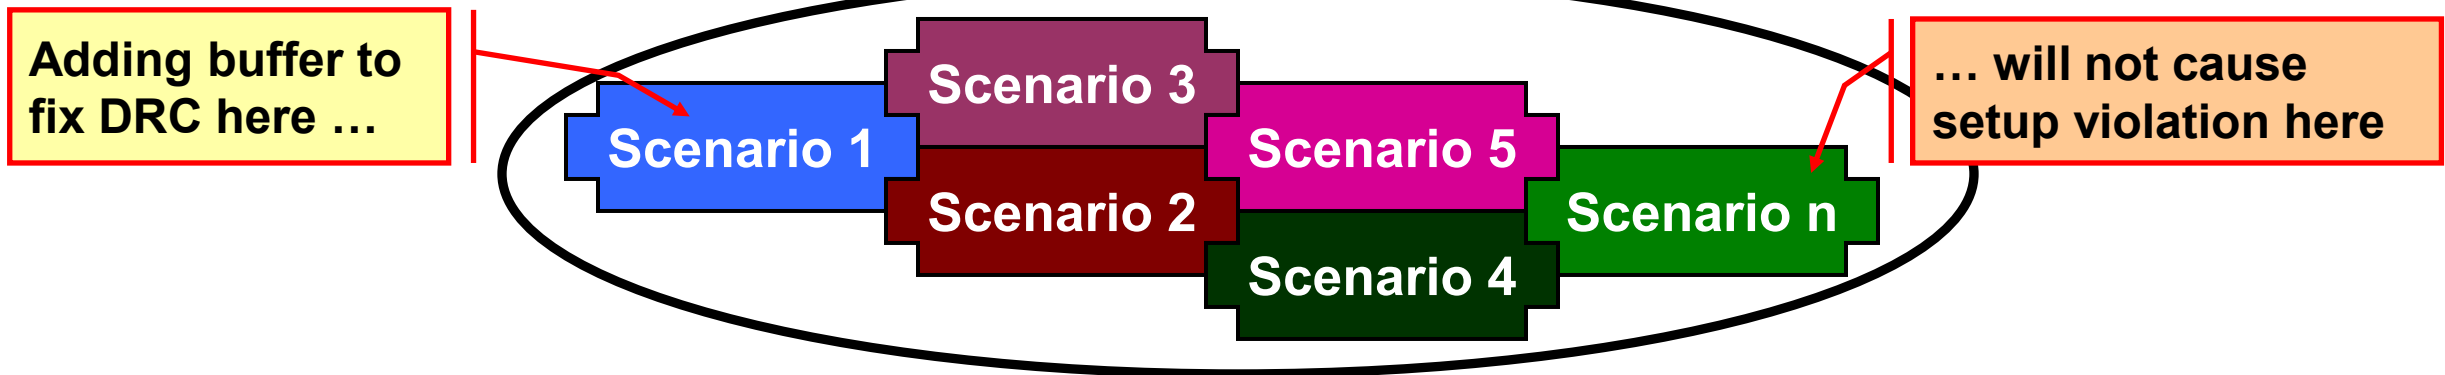 Adding buffer to
fix DRC here …
Scenario 3
Scenario 1
Scenario 5
Scenario 2
Scenario n
Scenario 4
… will not cause
setup violation here